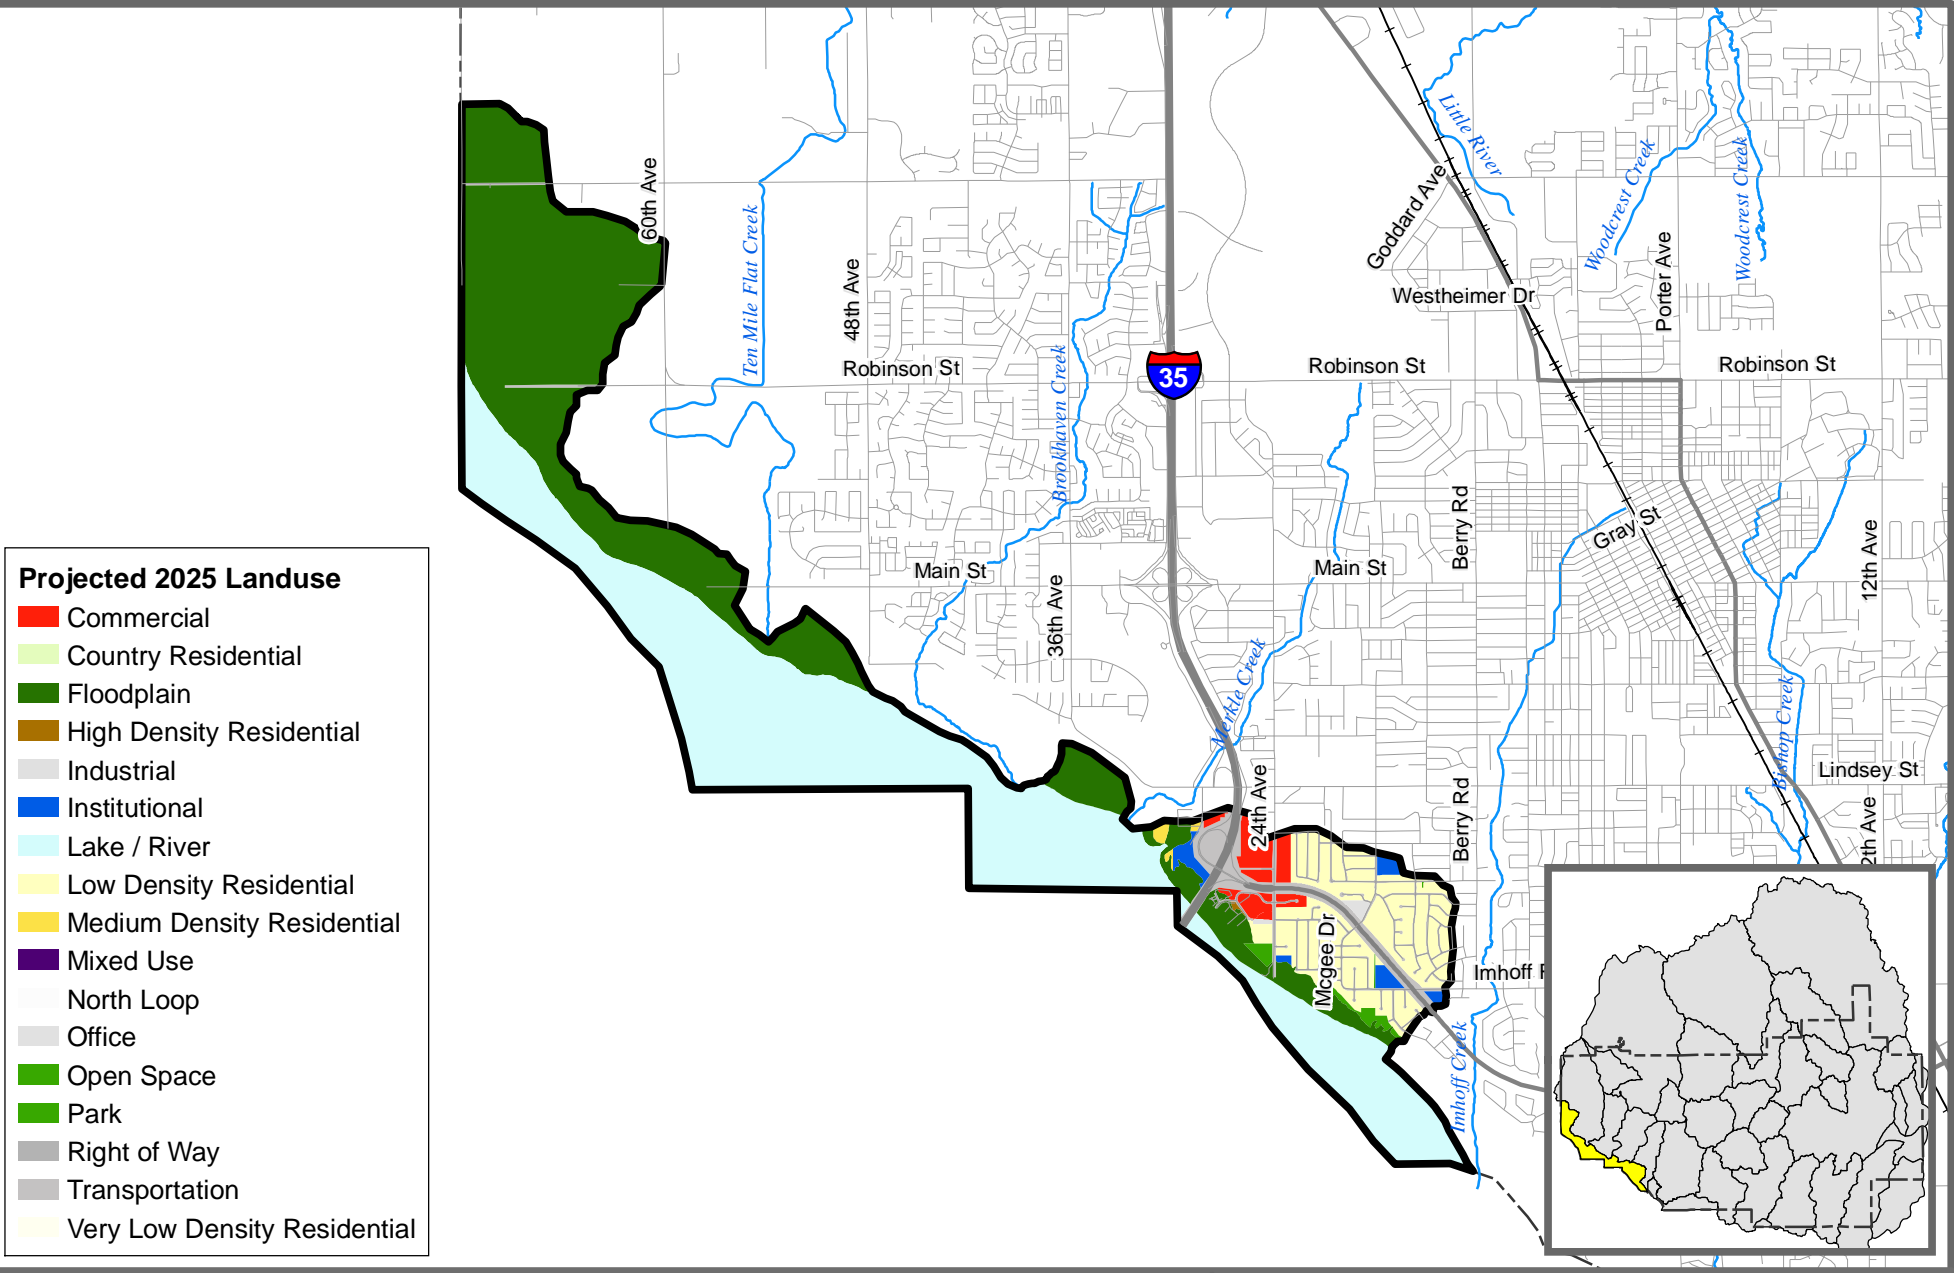 Little River
Woodcrest Creek
Woodcrest Creek
60th Ave
Goddard Ave
Ten Mile Flat Creek
48th Ave
Porter Ave
Westheimer Dr
Robinson St
35
Robinson St
Robinson St
Brookhaven Creek
Berry Rd
Gray St
12th Ave
Main St
Main St
36th Ave
Merkle Creek
Bishop Creek
Lindsey St
24th Ave
Berry Rd
2th Ave
Mcgee Dr
Imhoff
Imhoff Creek
Projected 2025 Landuse
Commercial
Country Residential
Floodplain
High Density Residential
Industrial
Institutional
Lake / River
Low Density Residential
Medium Density Residential
Mixed Use
North Loop
Office
Open Space
Park
Right of Way
Transportation
Very Low Density Residential